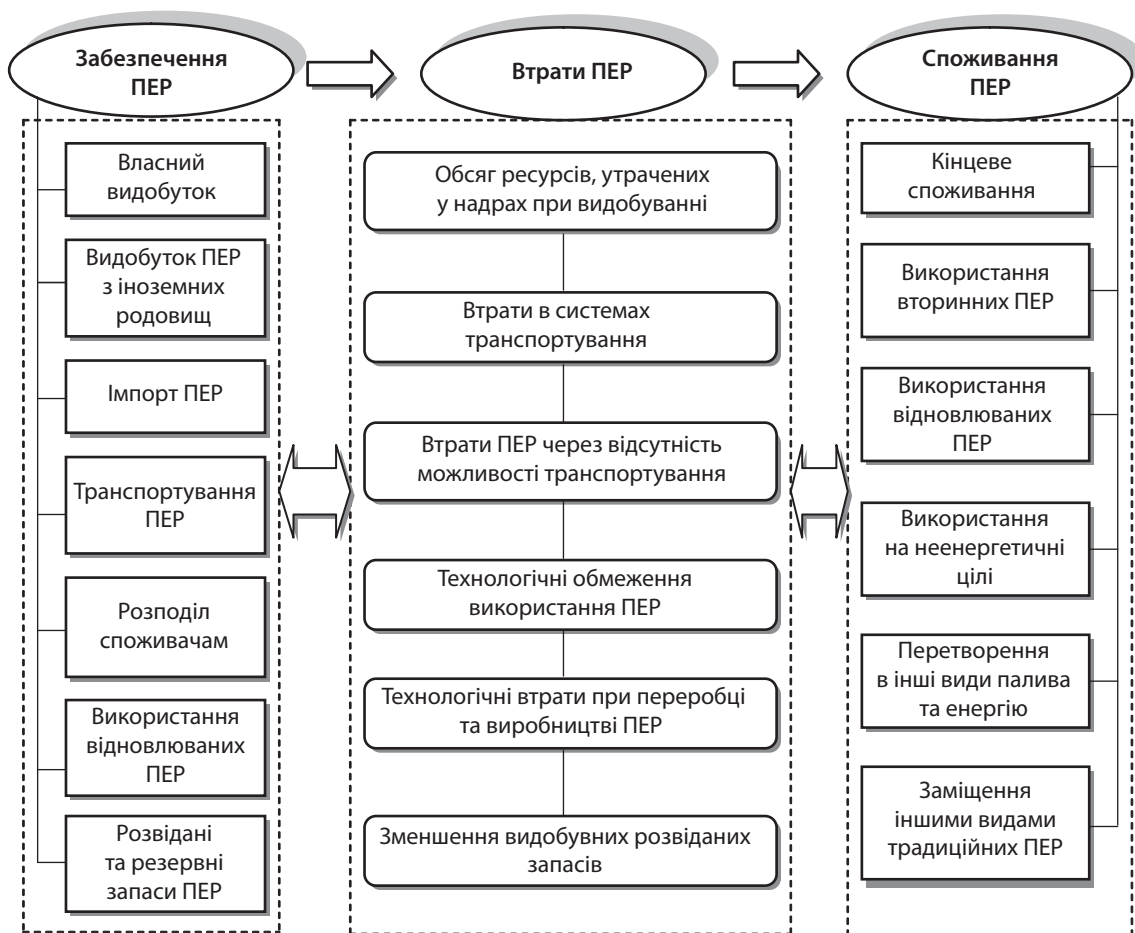 Забезпечення
ПЕР
Втрати ПЕР
Споживання
ПЕР
Власний
видобуток
Видобуток ПЕР
з іноземних
родовищ
Імпорт ПЕР
Транспортування
ПЕР
Розподіл
споживачам
Використання
відновлюваних
ПЕР
Розвідані
та резервні
запаси ПЕР
Обсяг ресурсів, утрачених
у надрах при видобуванні
Втрати в системах
транспортування
Втрати ПЕР через відсутність
можливості транспортування
Технологічні обмеження
використання ПЕР
Технологічні втрати при переробці
та виробництві ПЕР
Зменшення видобувних розвіданих
запасів
Кінцеве
споживання
Використання
вторинних ПЕР
Використання
відновлюваних
ПЕР
Використання
на неенергетичні
цілі
Перетворення
в інші види палива
та енергію
Заміщення
іншими видами
традиційних ПЕР